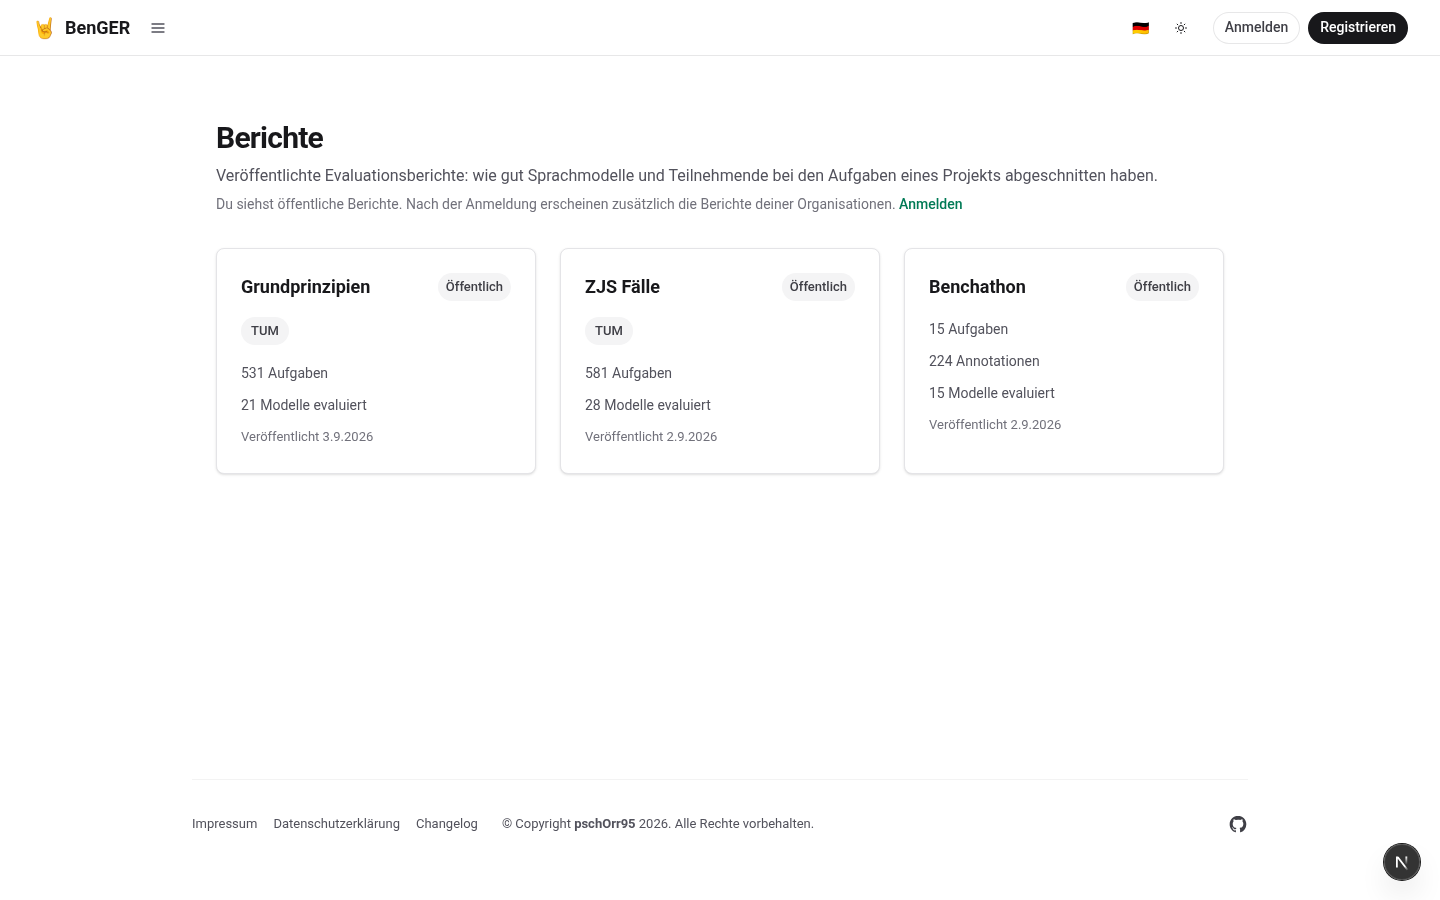 🤘 BenGER
🇩🇪
Anmelden
Registrieren
Berichte
Veröffentlichte Evaluationsberichte: wie gut Sprachmodelle und Teilnehmende bei den Aufgaben eines Projekts abgeschnitten haben.
Du siehst öffentliche Berichte. Nach der Anmeldung erscheinen zusätzlich die Berichte deiner Organisationen. Anmelden
Grundprinzipien
Öffentlich
TUM
531 Aufgaben
21 Modelle evaluiert
Veröffentlicht 3.9.2026
ZJS Fälle
Öffentlich
TUM
581 Aufgaben
28 Modelle evaluiert
Veröffentlicht 2.9.2026
Benchathon
Öffentlich
15 Aufgaben
224 Annotationen
15 Modelle evaluiert
Veröffentlicht 2.9.2026
Impressum
Datenschutzerklärung
Changelog
© Copyright pschOrr95 2026. Alle Rechte vorbehalten.
N